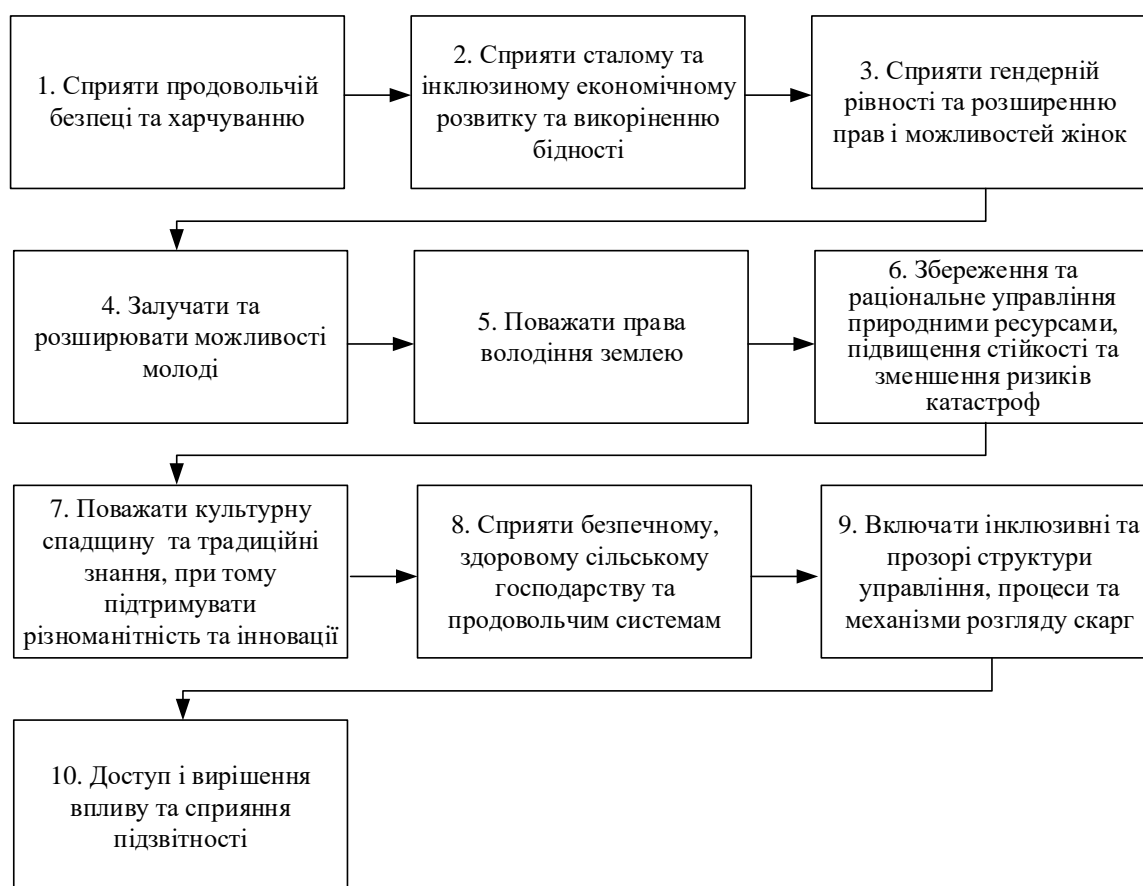 1. Сприяти продовольчій
безпеці та харчуванню
2. Сприяти сталому та
інклюзиному економічному
розвитку та викоріненню
бідності
3. Сприяти гендерній
рівності та розширенню
прав і можливостей жінок
4. Залучати та
розширювати можливості
молоді
5. Поважати права
володіння землею
6. Збереження та
раціональне управління
природними ресурсами,
підвищення стійкості та
зменшення ризиків
катастроф
7. Поважати культурну
спадщину та традиційні
знання, при тому
підтримувати
різноманітність та інновації
8. Сприяти безпечному,
здоровому сільському
господарству та
продовольчим системам
9. Включати інклюзивні та
прозорі структури
управління, процеси та
механізми розгляду скарг
10. Доступ і вирішення
впливу та сприяння
підзвітності